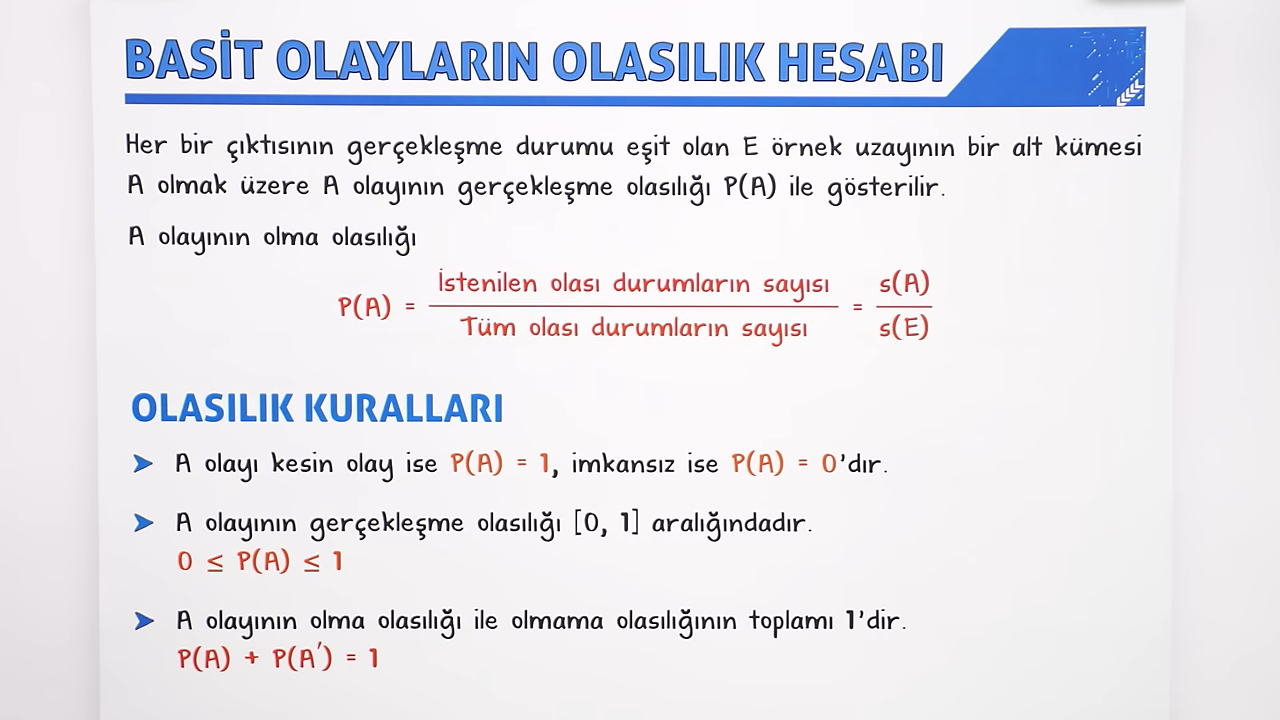 BASİT OLAYLARIN OLASILIK HESABI
Her bir çıktısının gerçekleşme durumu eşit olan E örnek uzayının bir alt kümesi
A olmak üzere A olayının gerçekleşme olasılığı P(A) ile gösterilir.
A olayının olma olasılığı
P(A) = İstenilen olası durumların sayısı / Tüm olası durumların sayısı = s(A) / s(E)
OLASILIK KURALLARI
➤ A olayı kesin olay ise P(A) = 1, imkansız ise P(A) = 0'dır.
➤ A olayının gerçekleşme olasılığı [0, 1] aralığındadır.
0 ≤ P(A) ≤ 1
➤ A olayının olma olasılığı ile olmama olasılığının toplamı 1'dir.
P(A) + P(A') = 1